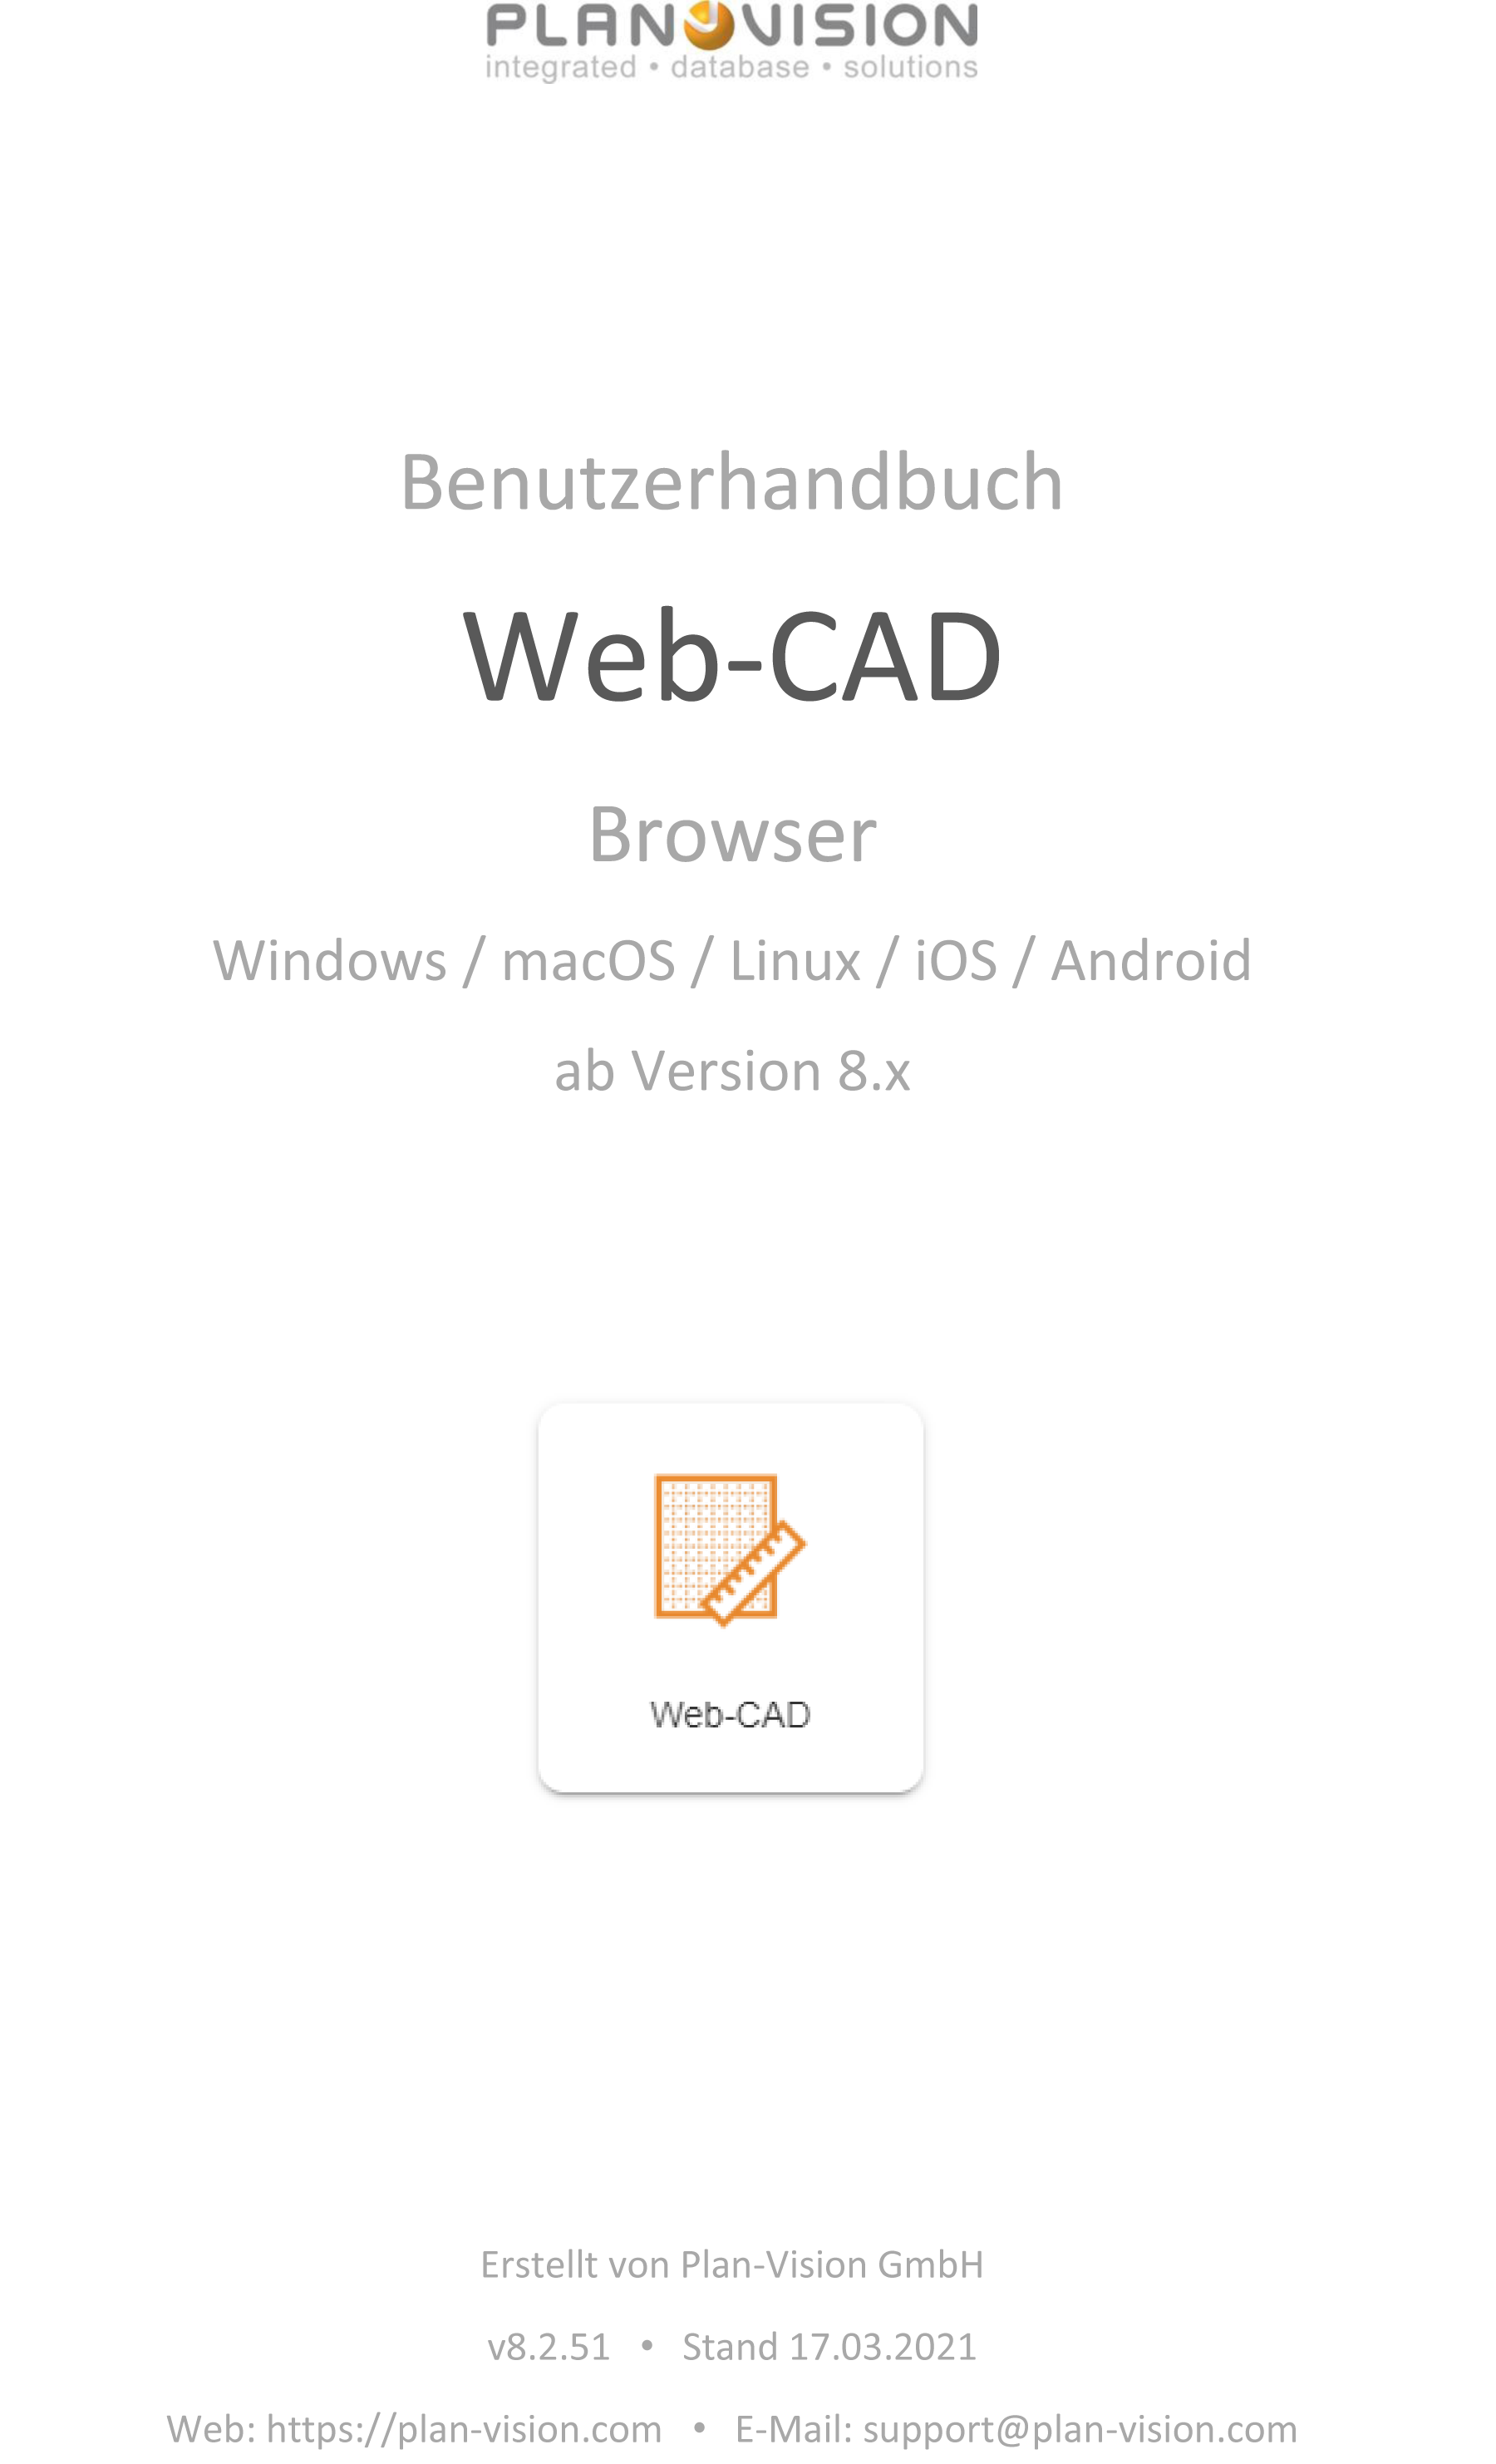 PLAN VISION
integrated • database • solutions
Benutzerhandbuch
Web-CAD
Browser
Windows / macOS / Linux / iOS / Android
ab Version 8.x
Web-CAD
Erstellt von Plan-Vision GmbH
v8.2.51 • Stand 17.03.2021
Web: https://plan-vision.com • E-Mail: support@plan-vision.com